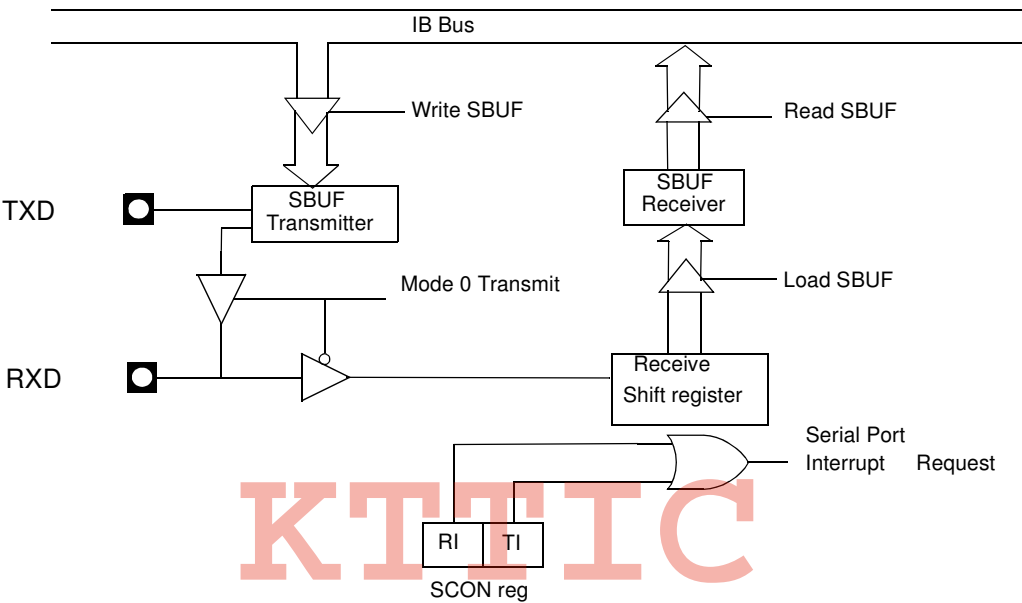 IB Bus
Write SBUF
Read SBUF
TXD
SBUF
Transmitter
SBUF
Receiver
Mode 0 Transmit
Load SBUF
RXD
Receive
Shift register
Serial Port
Interrupt Request
KTTIC
RI TI
SCON reg